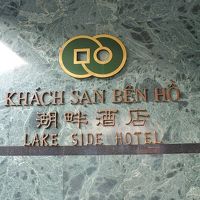 KHÁCH SẠN BÊN HỒ
湖畔酒店
LAKE SIDE HOTEL